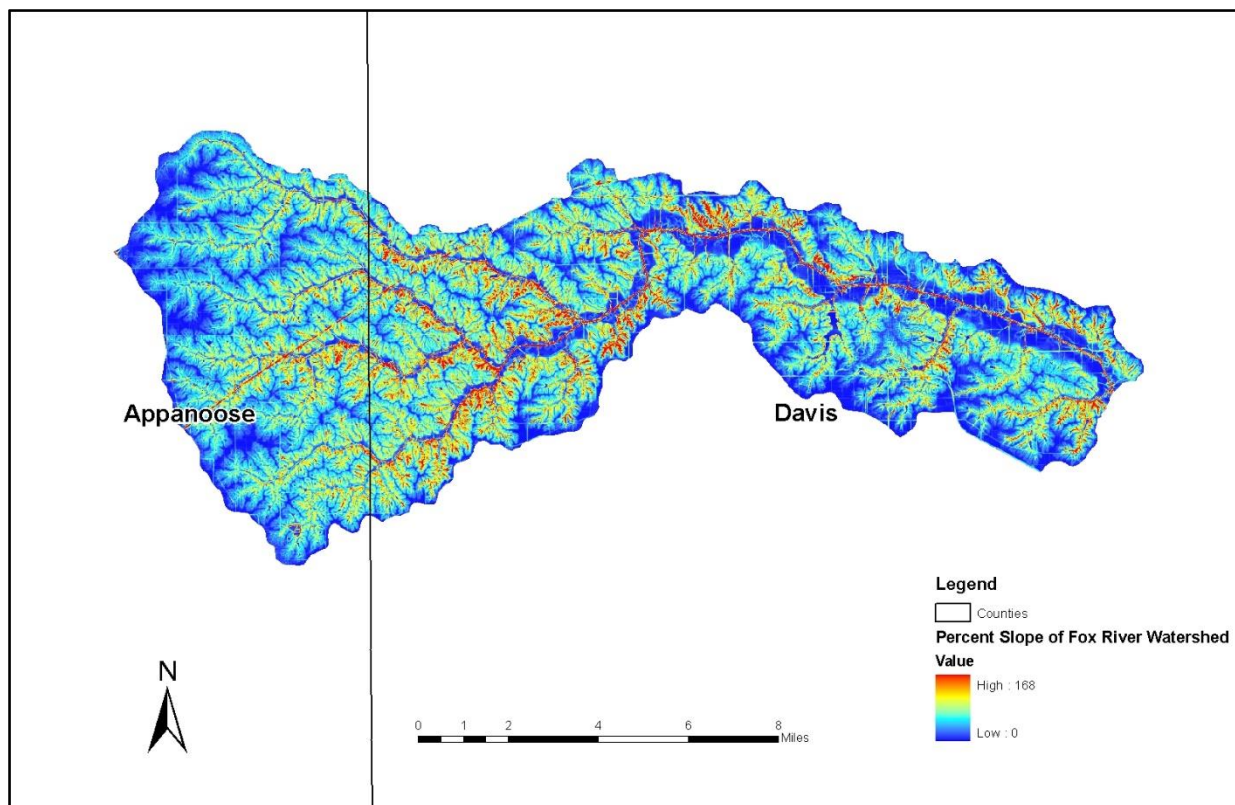 Appanoose
Davis
Legend
Counties
Percent Slope of Fox River Watershed
Value
High : 168
Low : 0
N
0 1 2 4 6 8
Miles